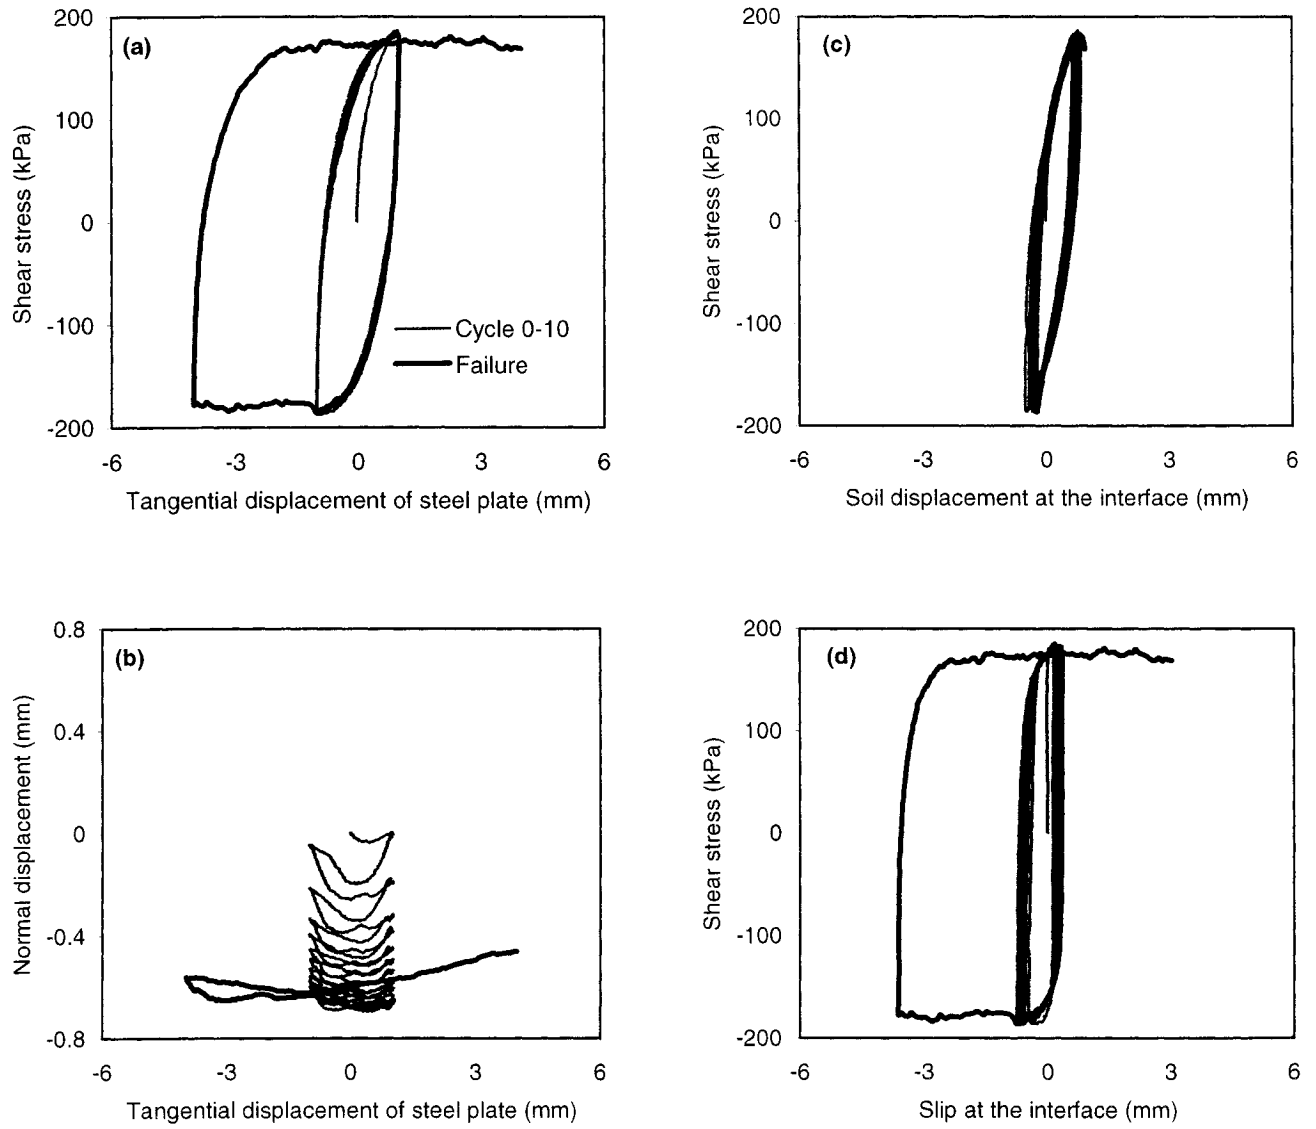 (a)
200
100
0
-100
-200
Shear stress (kPa)
Cycle 0-10
Failure
-6 -3 0 3 6
Tangential displacement of steel plate (mm)
(c)
200
100
0
-100
-200
Shear stress (kPa)
-6 -3 0 3 6
Soil displacement at the interface (mm)
(b)
0.8
0.4
0
-0.4
-0.8
Normal displacement (mm)
-6 -3 0 3 6
Tangential displacement of steel plate (mm)
(d)
200
100
0
-100
-200
Shear stress (kPa)
-6 -3 0 3 6
Slip at the interface (mm)